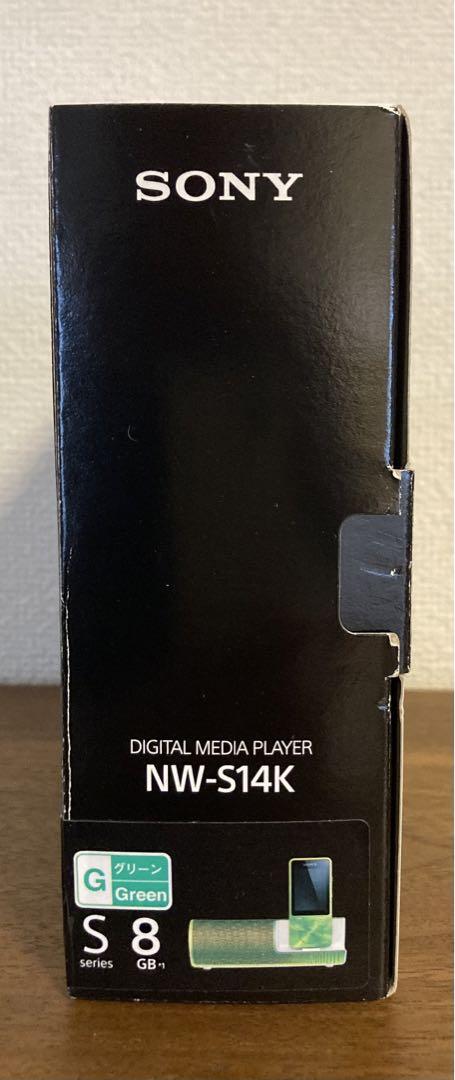 SONY
DIGITAL MEDIA PLAYER
NW-S14K
G グリーン
Green
S 8
series GB*1